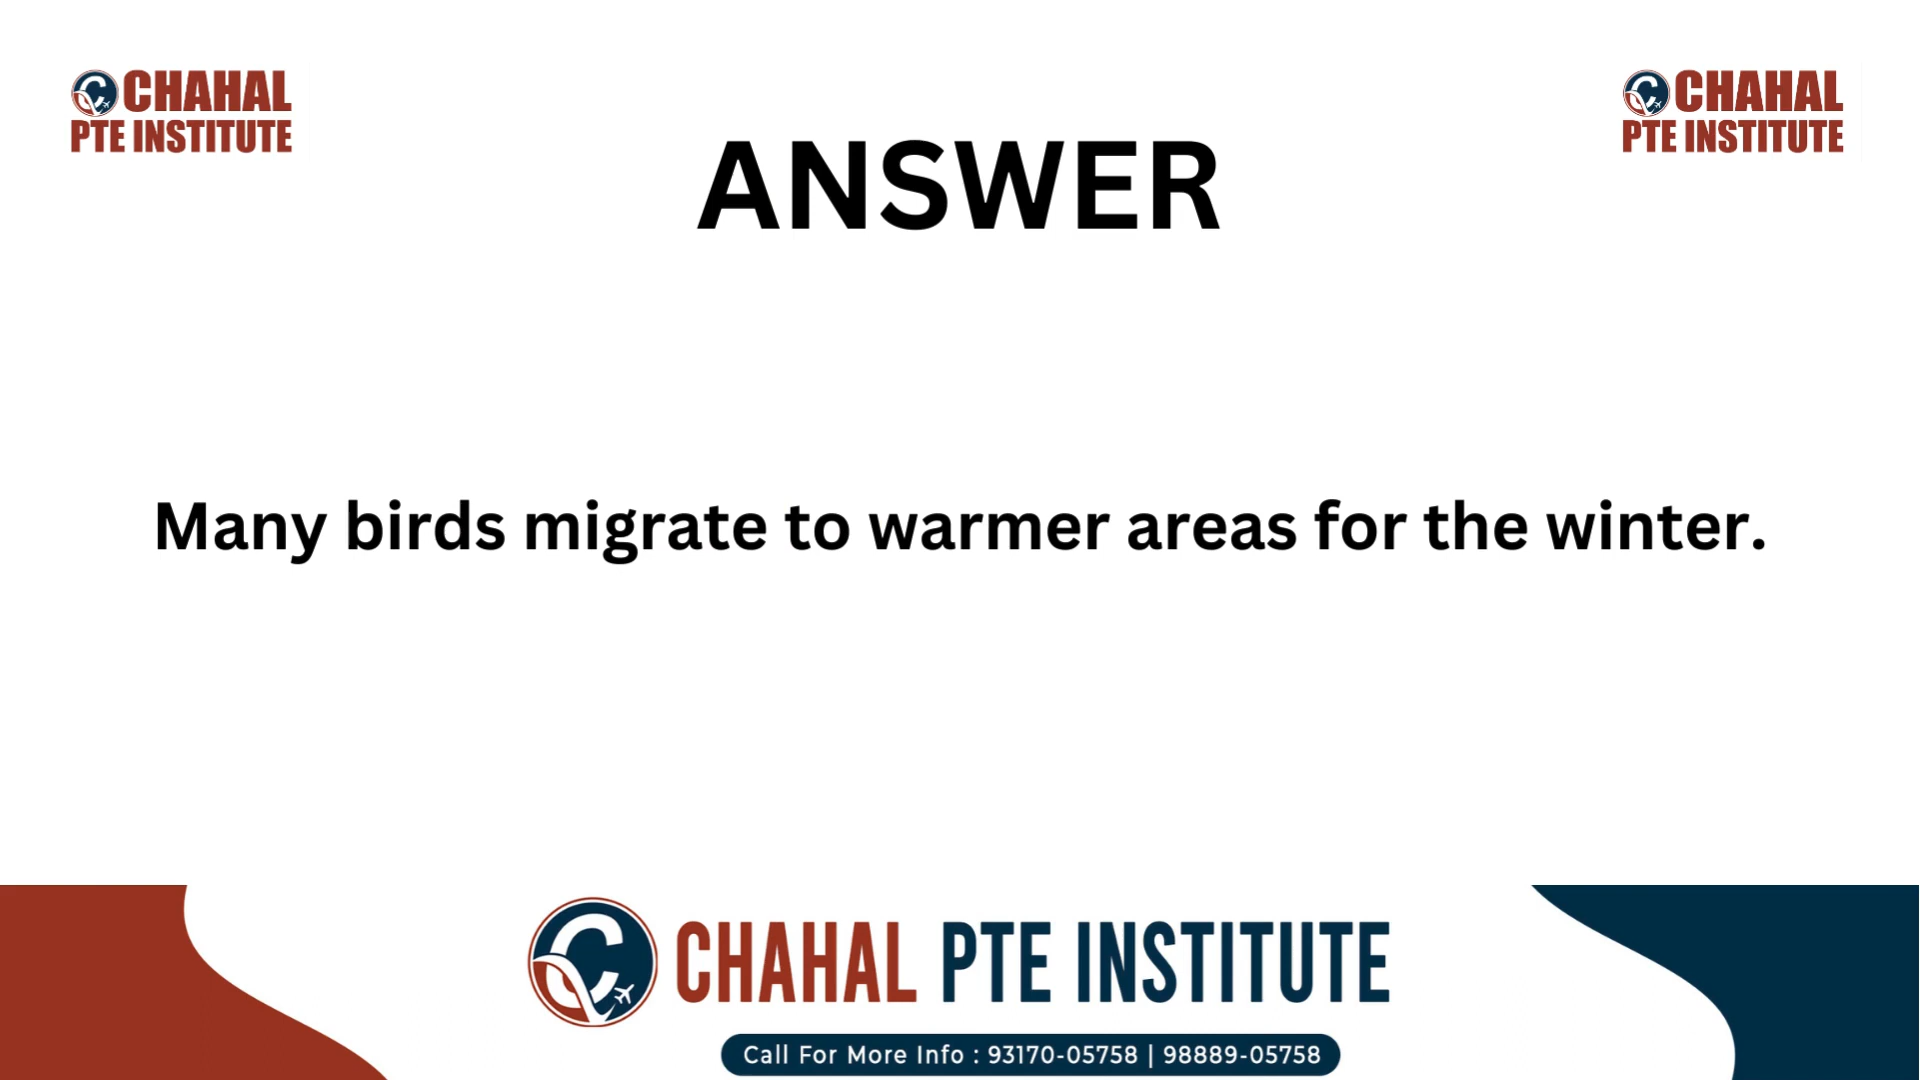 CHAHAL
PTE INSTITUTE
CHAHAL
PTE INSTITUTE
ANSWER
Many birds migrate to warmer areas for the winter.
CHAHAL PTE INSTITUTE
Call For More Info : 93170-05758 | 98889-05758